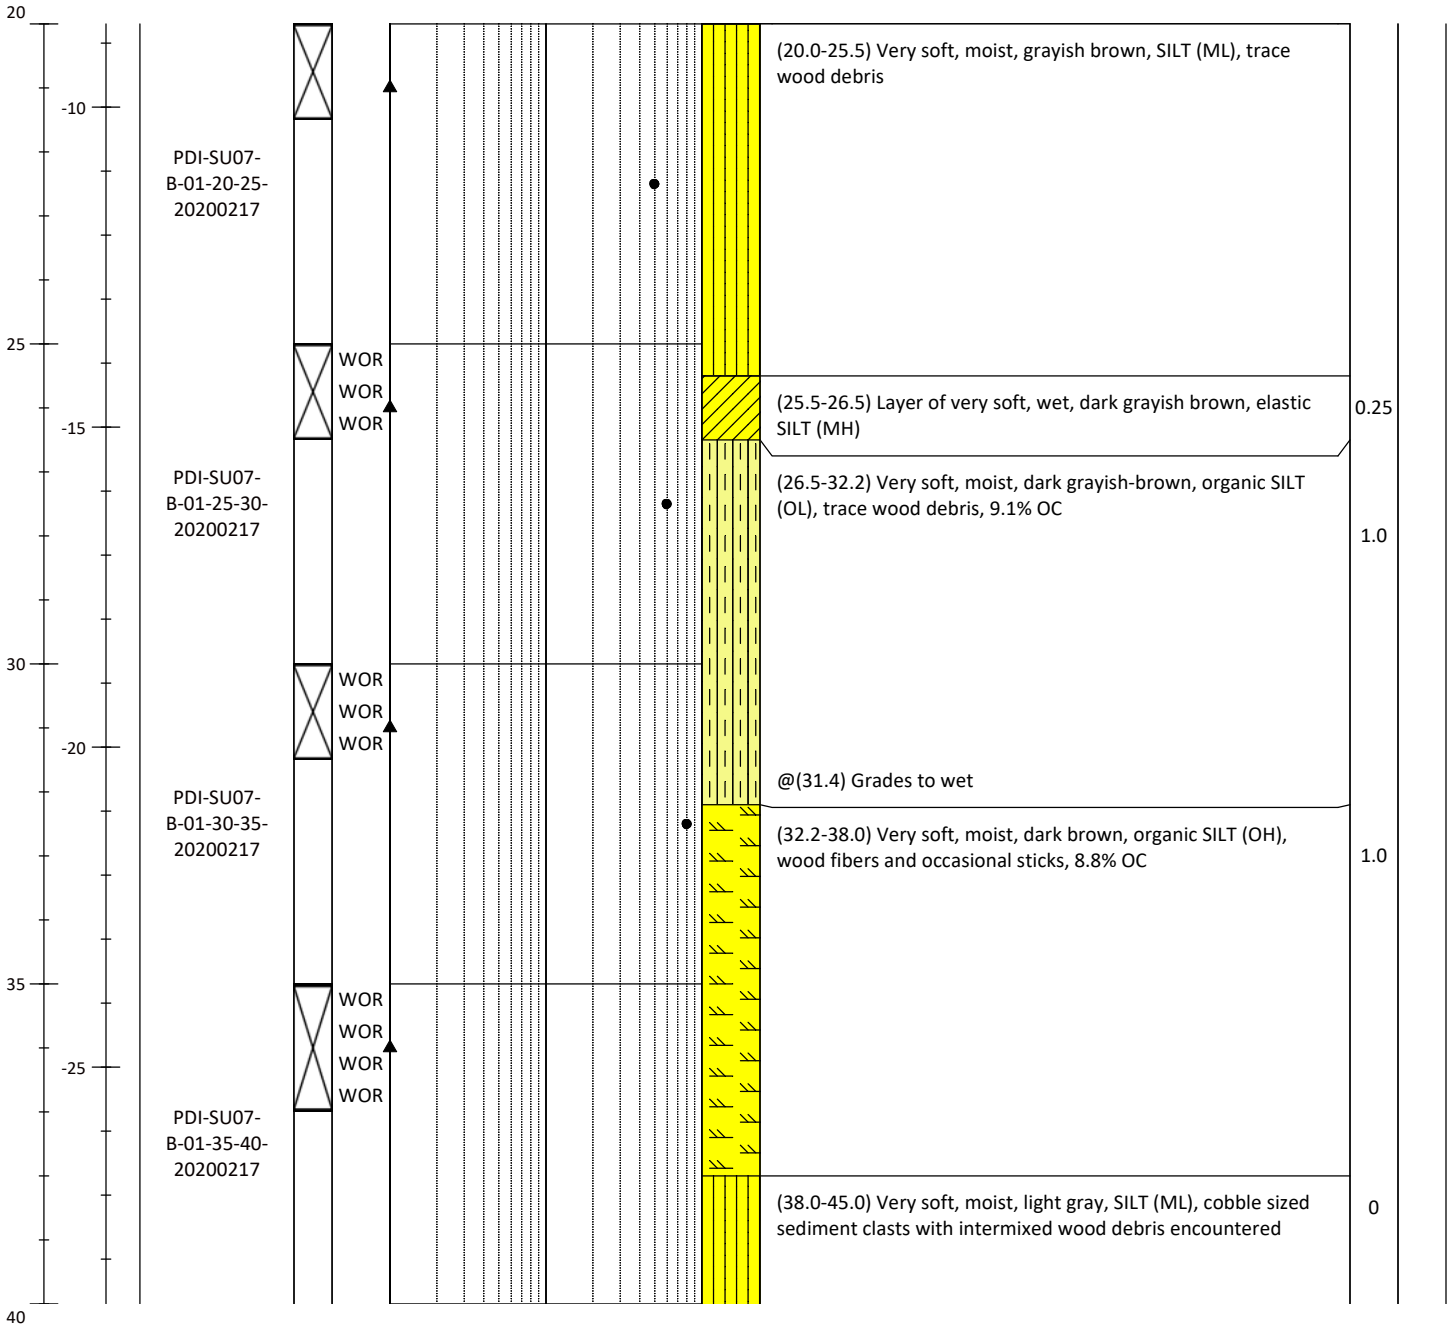 20
(20.0-25.5) Very soft, moist, grayish brown, SILT (ML), trace
wood debris
-10
PDI-SU07-
B-01-20-25-
20200217
25
WOR
WOR
WOR
(25.5-26.5) Layer of very soft, wet, dark grayish brown, elastic
SILT (MH)
0.25
-15
PDI-SU07-
B-01-25-30-
20200217
(26.5-32.2) Very soft, moist, dark grayish-brown, organic SILT
(OL), trace wood debris, 9.1% OC
1.0
30
WOR
WOR
WOR
-20
@(31.4) Grades to wet
PDI-SU07-
B-01-30-35-
20200217
(32.2-38.0) Very soft, moist, dark brown, organic SILT (OH),
wood fibers and occasional sticks, 8.8% OC
1.0
35
WOR
WOR
WOR
WOR
-25
PDI-SU07-
B-01-35-40-
20200217
(38.0-45.0) Very soft, moist, light gray, SILT (ML), cobble sized
sediment clasts with intermixed wood debris encountered
0
40